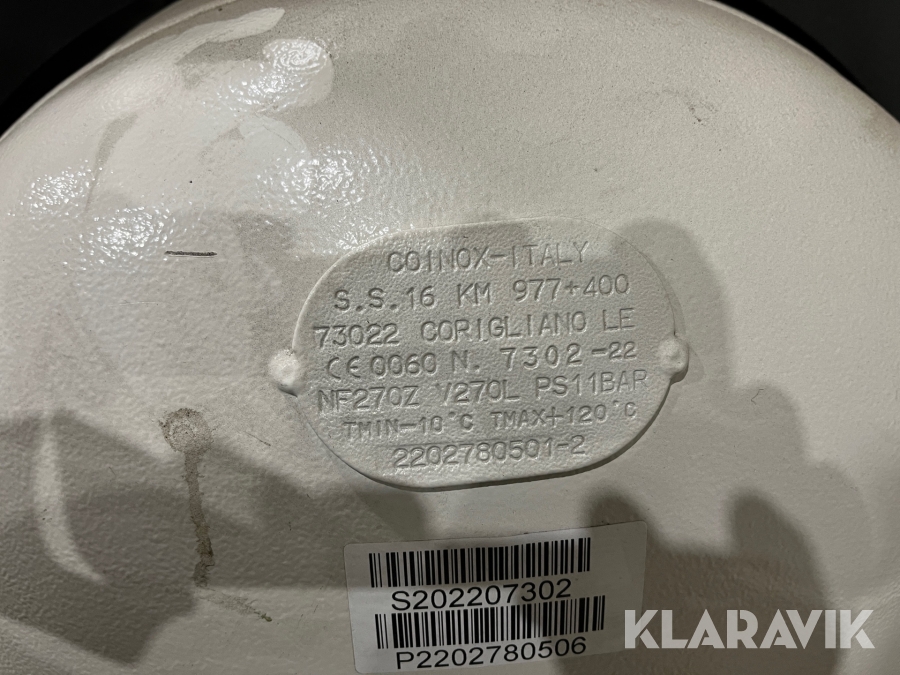 COINOX-ITALY
S.S.16 KM 977+400
73022 CORIGLIANO LE
CE 0060 N. 7302-22
NF270Z V270L PS11BAR
TMIN-10°C TMAX+120°C
2202780501-2
S202207302
P2202780506
KLARAVIK